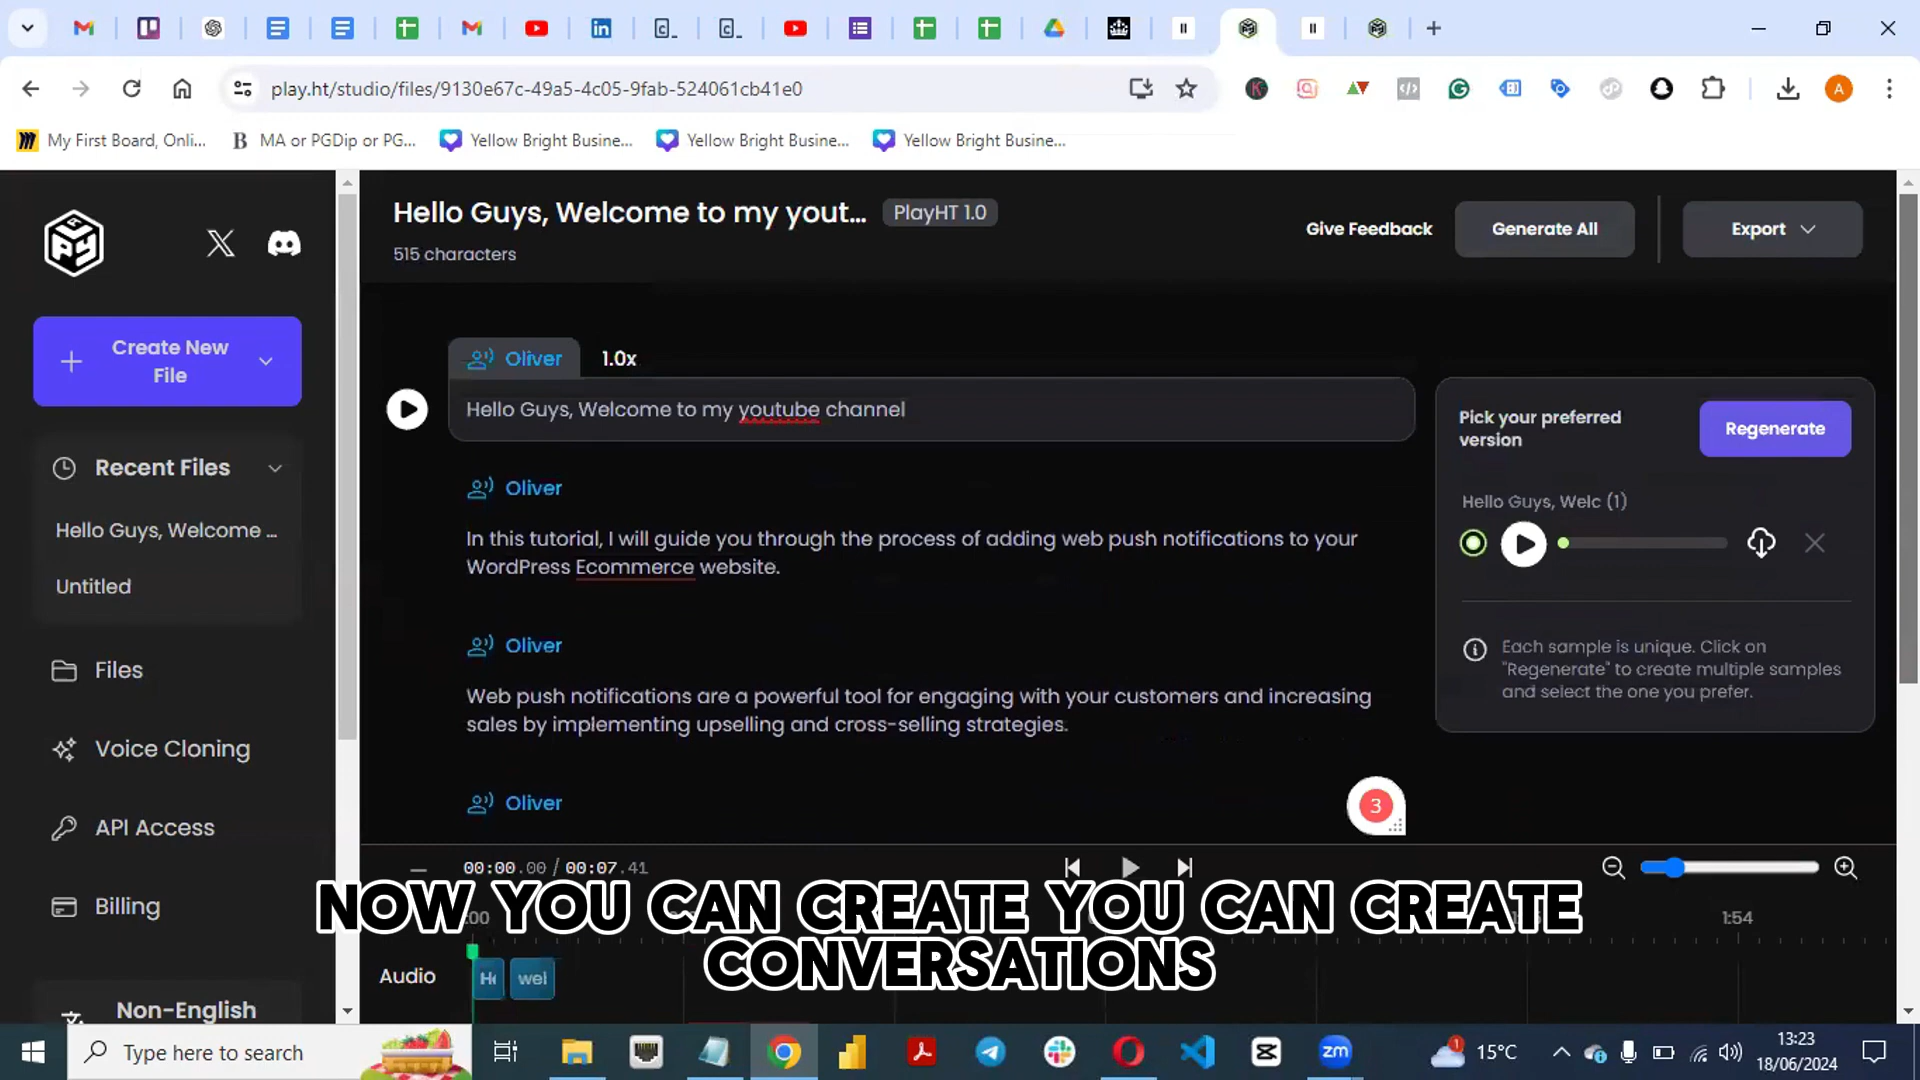 play.ht/studio/files/9130e67c-49a5-4c05-9fab-524061cb41e0
My First Board, Onli...
MA or PGDip or PG...
Yellow Bright Busine...
Yellow Bright Busine...
Yellow Bright Busine...
Hello Guys, Welcome to my yout...
PlayHT 1.0
515 characters
Give Feedback
Generate All
Export
Create New
File
Recent Files
Hello Guys, Welcome ...
Untitled
Files
Voice Cloning
API Access
Billing
Non-English
Oliver
1.0x
Hello Guys, Welcome to my youtube channel
Oliver
In this tutorial, I will guide you through the process of adding web push notifications to your
WordPress Ecommerce website.
Oliver
Web push notifications are a powerful tool for engaging with your customers and increasing
sales by implementing upselling and cross-selling strategies.
Oliver
Pick your preferred
version
Regenerate
Hello Guys, Welc (1)
Each sample is unique. Click on
"Regenerate" to create multiple samples
and select the one you prefer.
3
00:00.00 / 00:07.41
NOW YOU CAN CREATE YOU CAN CREATE
CONVERSATIONS
1:54
Audio
He
wel
Type here to search
15°C
13:23
18/06/2024